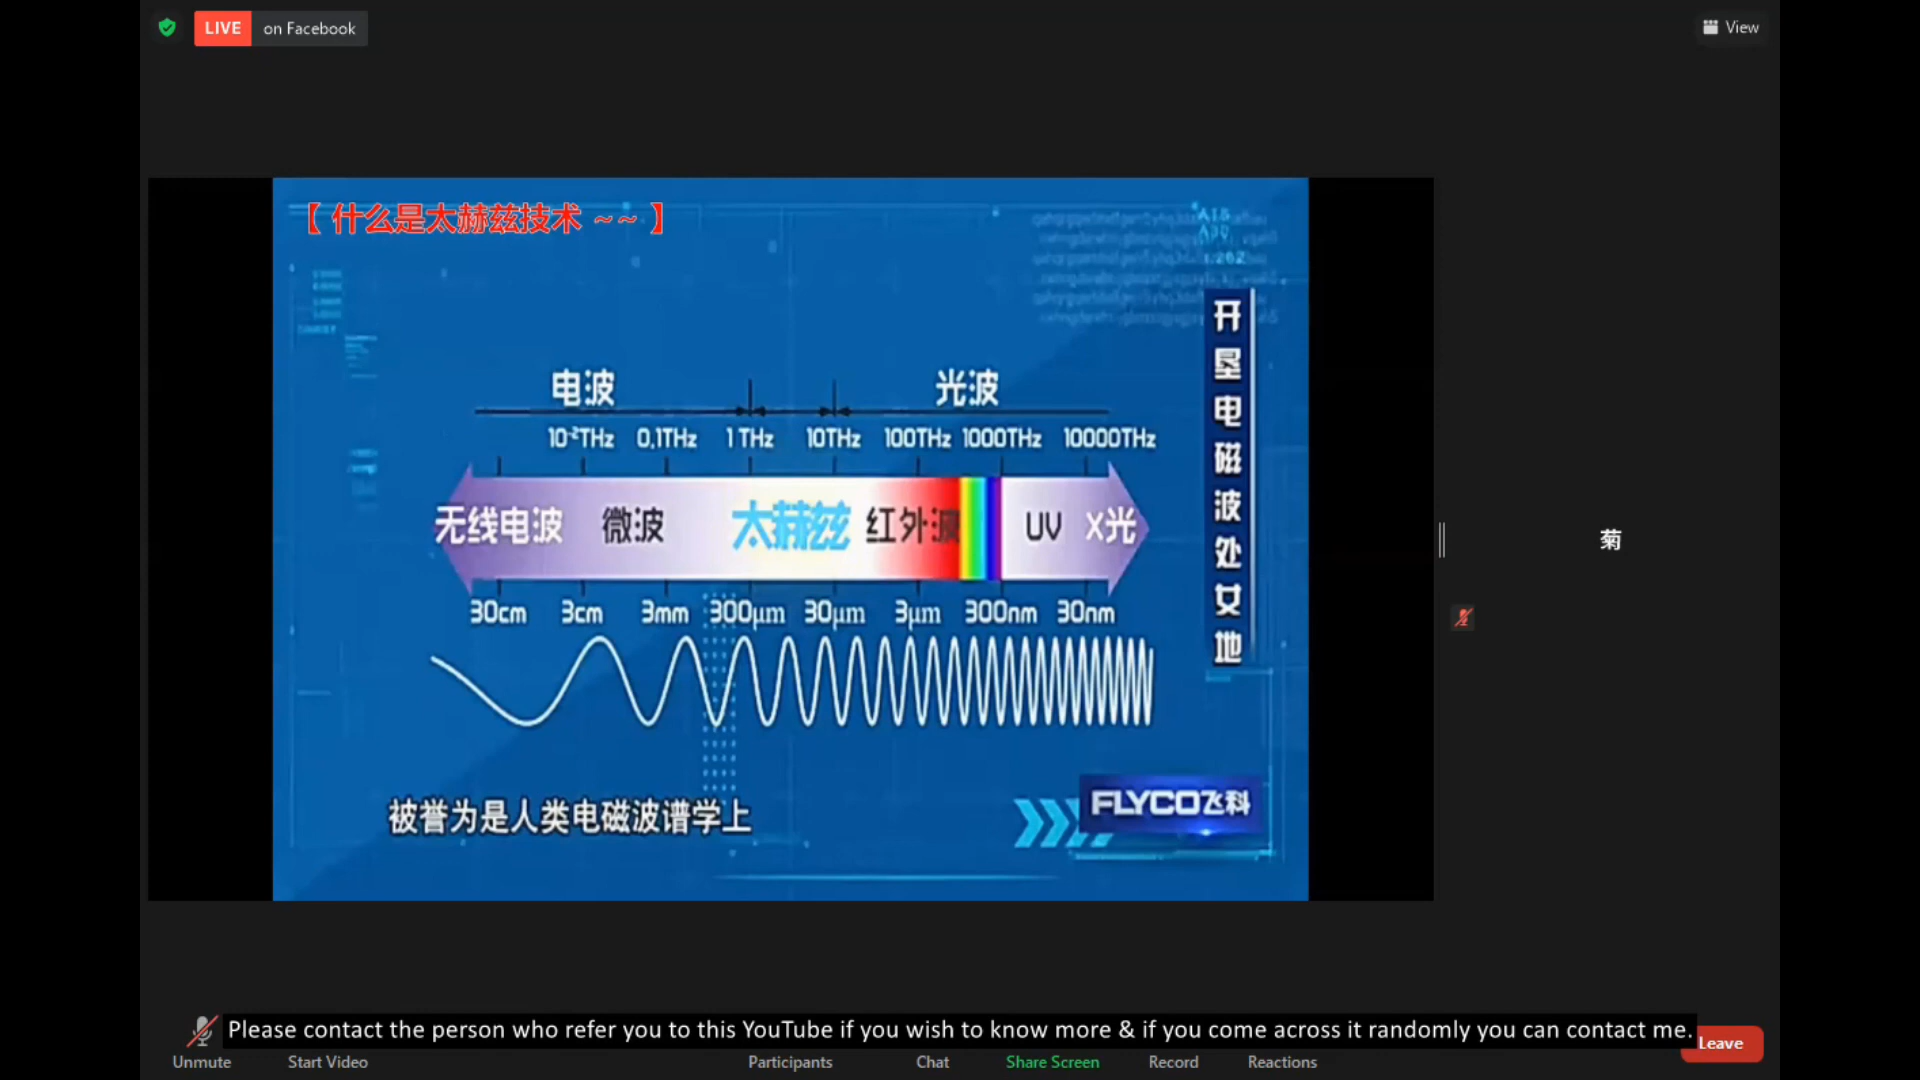 LIVE on Facebook
View
【 什么是太赫兹技术 ~~ 】
开垦电磁波处女地
电波
光波
10-²THz 0.1THz 1THz 10THz 100THz 1000THz 10000THz
无线电波 微波 太赫兹 红外波 UV X光
30cm 3cm 3mm 300μm 30μm 3μm 300nm 30nm
被誉为是人类电磁波谱学上
FLYCO飞科
菊
Please contact the person who refer you to this YouTube if you wish to know more & if you come across it randomly you can contact me.
Leave
Unmute Start Video Participants Chat Share Screen Record Reactions